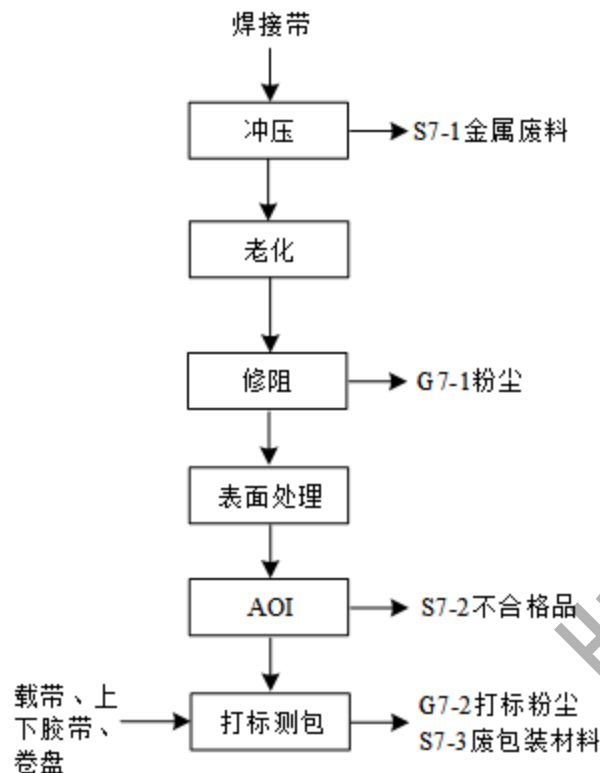 焊接带
冲压
S7-1金属废料
老化
修阻
G7-1粉尘
表面处理
AOI
S7-2不合格品
载带、上
下胶带、
卷盘
打标测包
G7-2打标粉尘
S7-3废包装材料